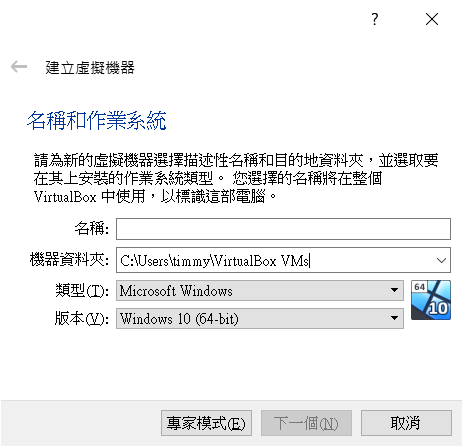 ?
建立虛擬機器
名稱和作業系統
請為新的虛擬機器選擇描述性名稱和目的地資料夾，並選取要
在其上安裝的作業系統類型。 您選擇的名稱將在整個
VirtualBox 中使用，以標識這部電腦。
名稱:
機器資料夾: C:\Users\timmy\VirtualBox VMs
類型(T): Microsoft Windows
64
版本(V): Windows 10 (64-bit)
10
專家模式(E) 下一個(N) 取消